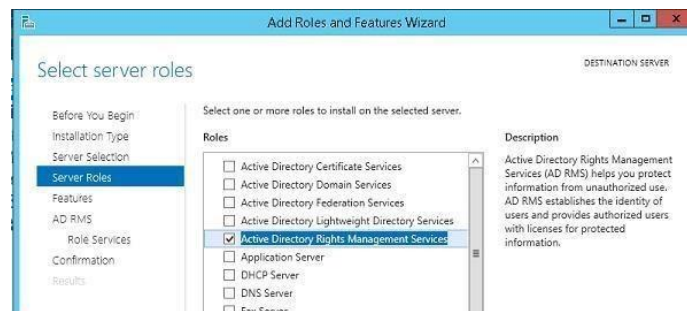 Add Roles and Features Wizard
Select server roles
DESTINATION SERVER
Before You Begin
Installation Type
Server Selection
Server Roles
Features
AD RMS
Role Services
Confirmation
Results
Select one or more roles to install on the selected server.
Roles
Active Directory Certificate Services
Active Directory Domain Services
Active Directory Federation Services
Active Directory Lightweight Directory Services
Active Directory Rights Management Services
Application Server
DHCP Server
DNS Server
Fax Server
Description
Active Directory Rights Management
Services (AD RMS) helps you protect
information from unauthorized use.
AD RMS establishes the identity of
users and provides authorized users
with licenses for protected
information.